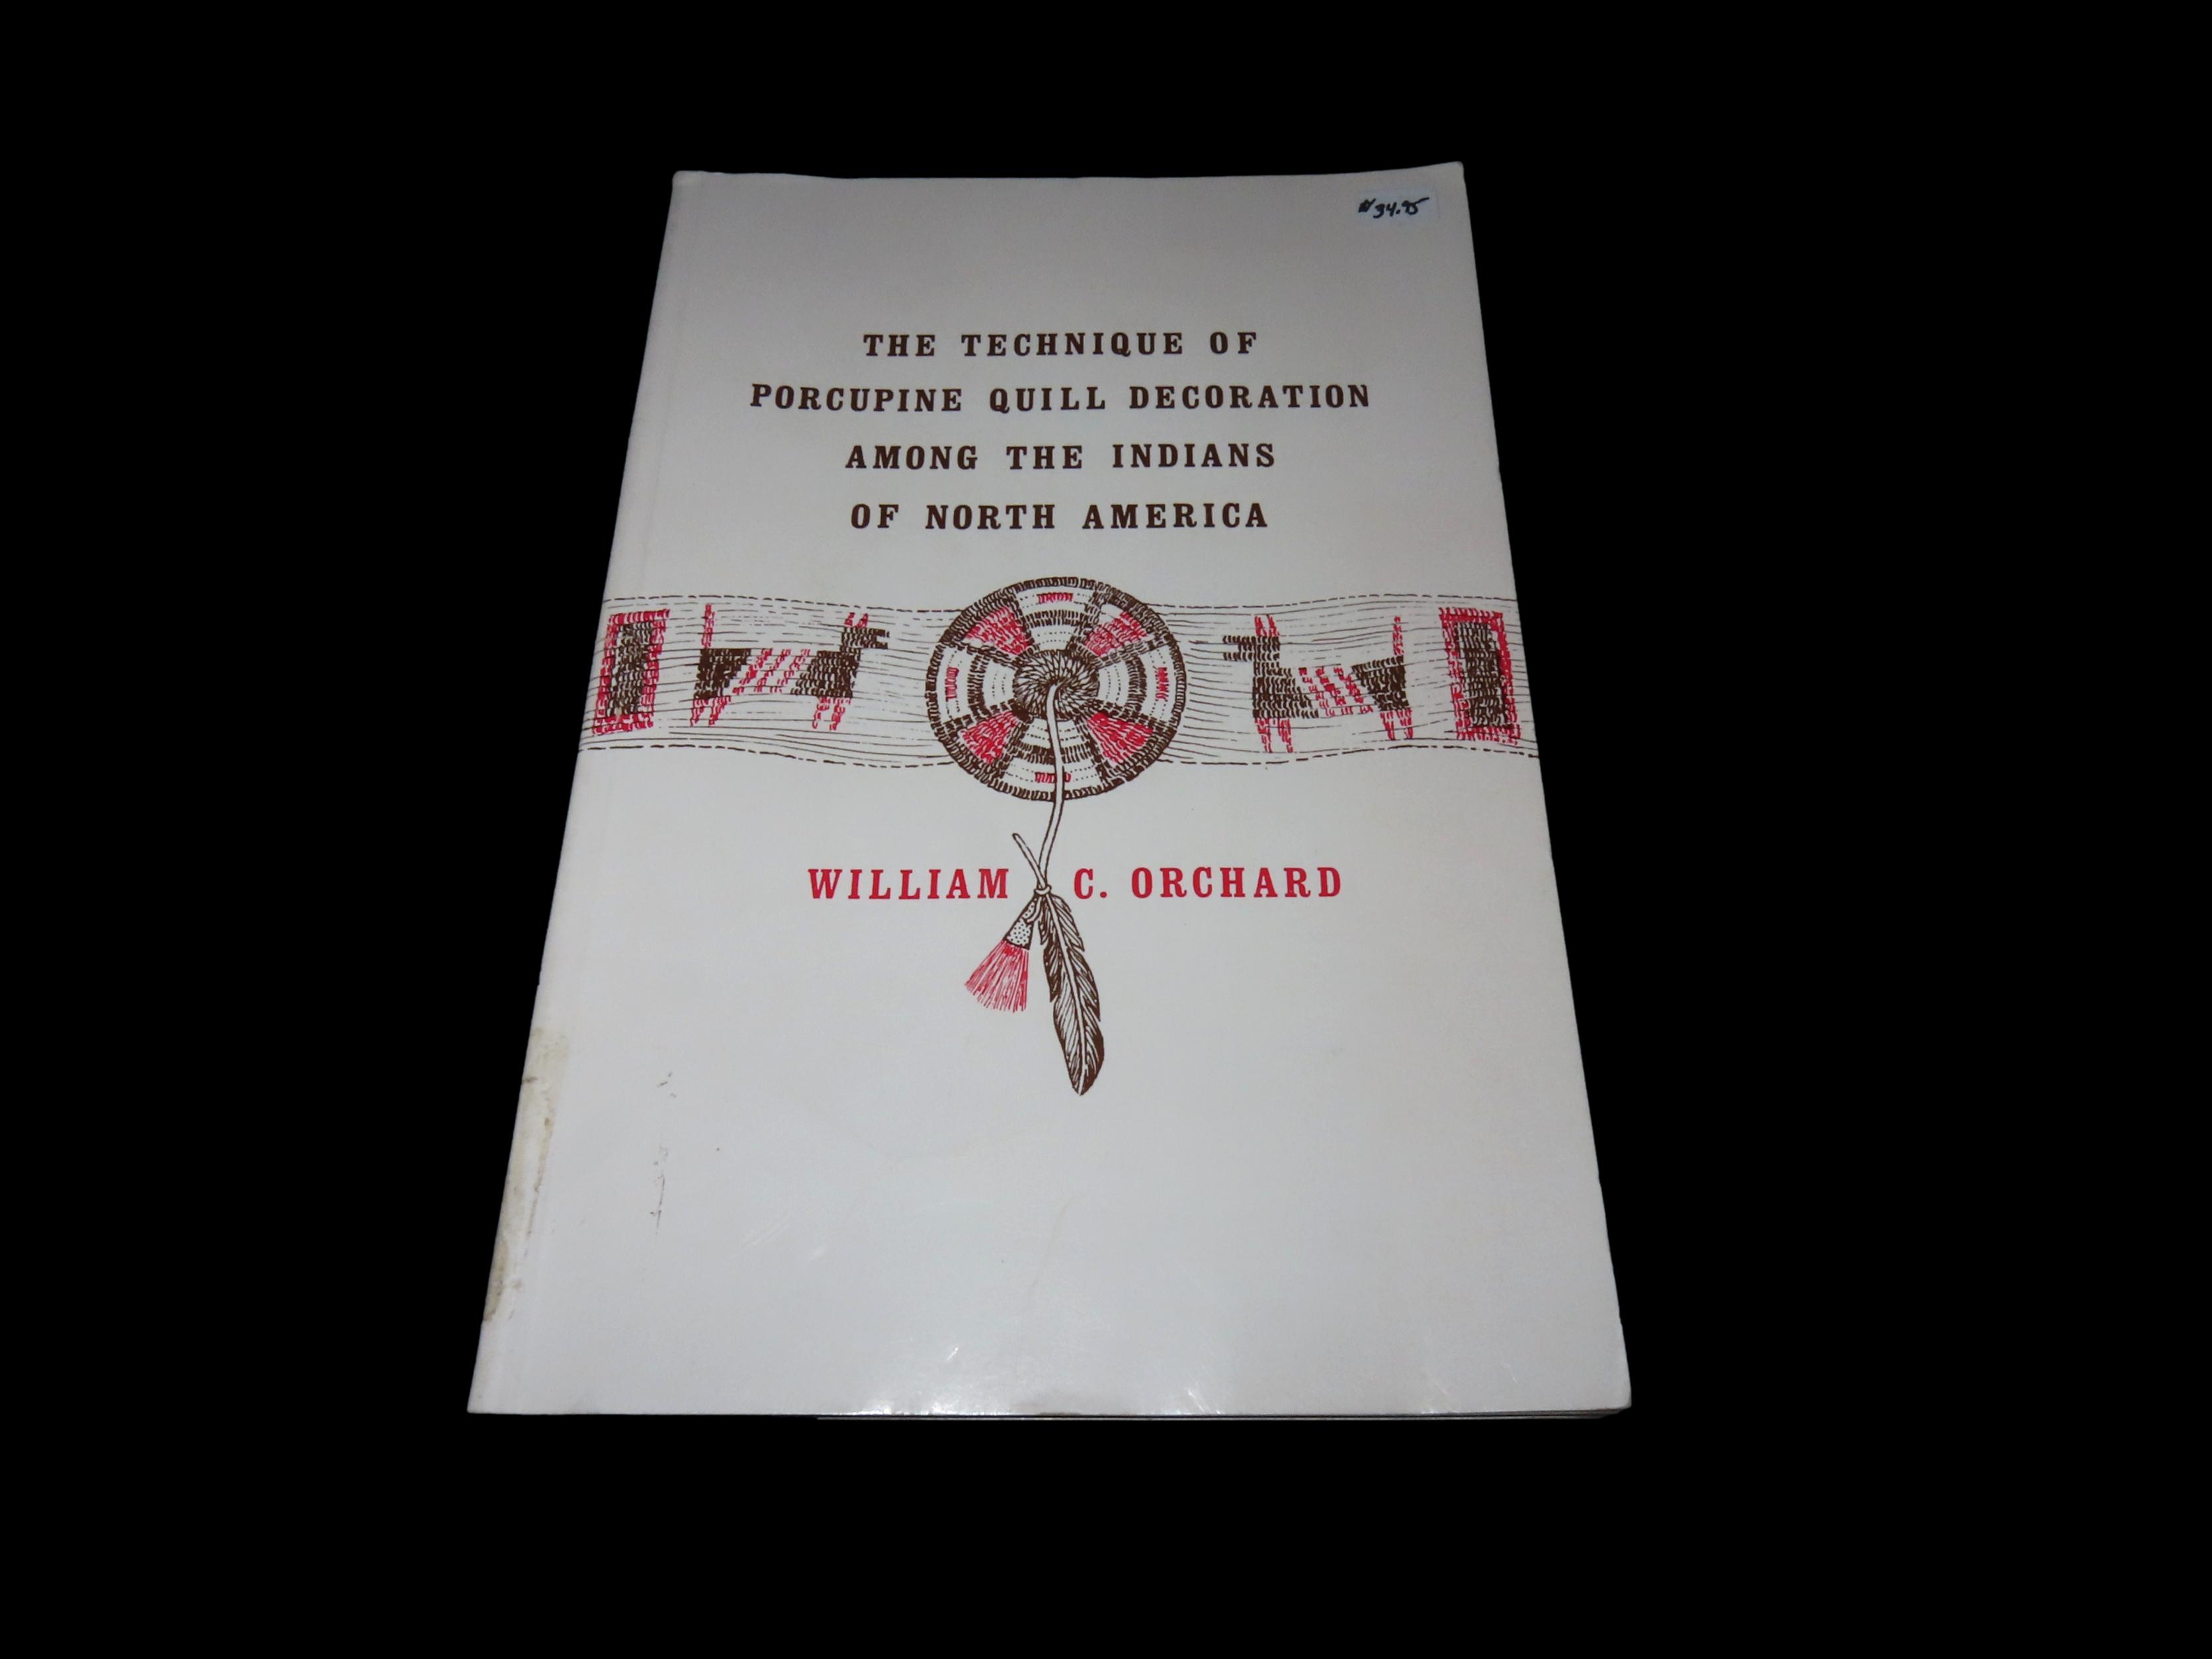 $34.95
THE TECHNIQUE OF
PORCUPINE QUILL DECORATION
AMONG THE INDIANS
OF NORTH AMERICA
WILLIAM C. ORCHARD